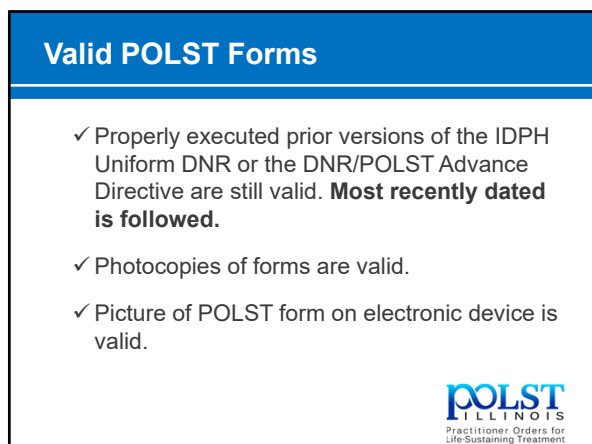 Valid POLST Forms
✓ Properly executed prior versions of the IDPH
Uniform DNR or the DNR/POLST Advance
Directive are still valid. Most recently dated
is followed.
✓ Photocopies of forms are valid.
✓ Picture of POLST form on electronic device is
valid.
POLST
ILLINOIS
Practitioner Orders for
Life-Sustaining Treatment